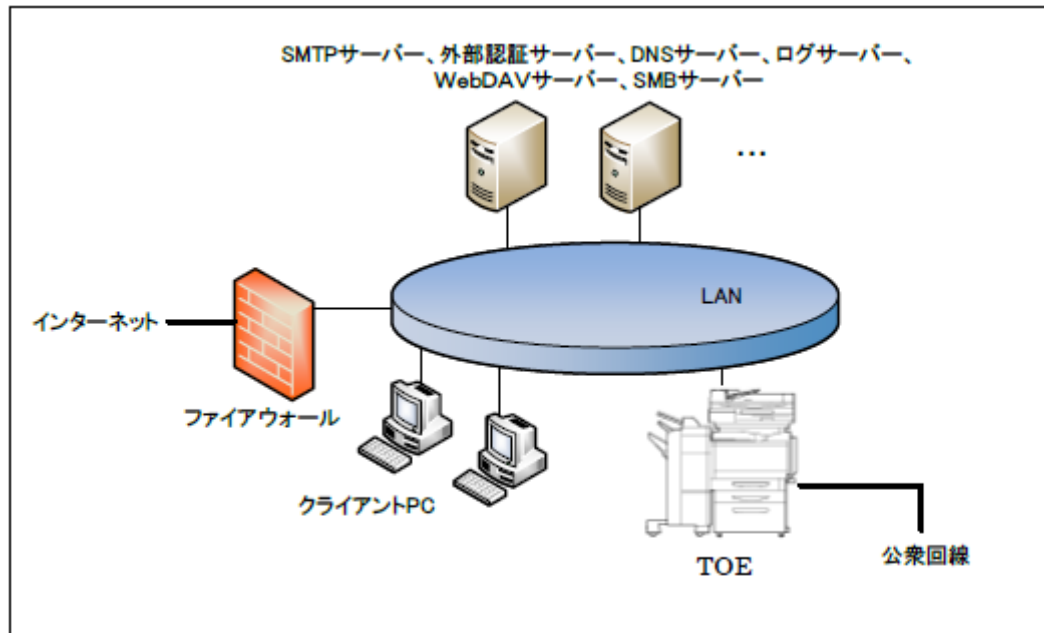 SMTPサーバー、外部認証サーバー、DNSサーバー、ログサーバー、
WebDAVサーバー、SMBサーバー
...
LAN
インターネット
ファイアウォール
クライアントPC
TOE
公衆回線